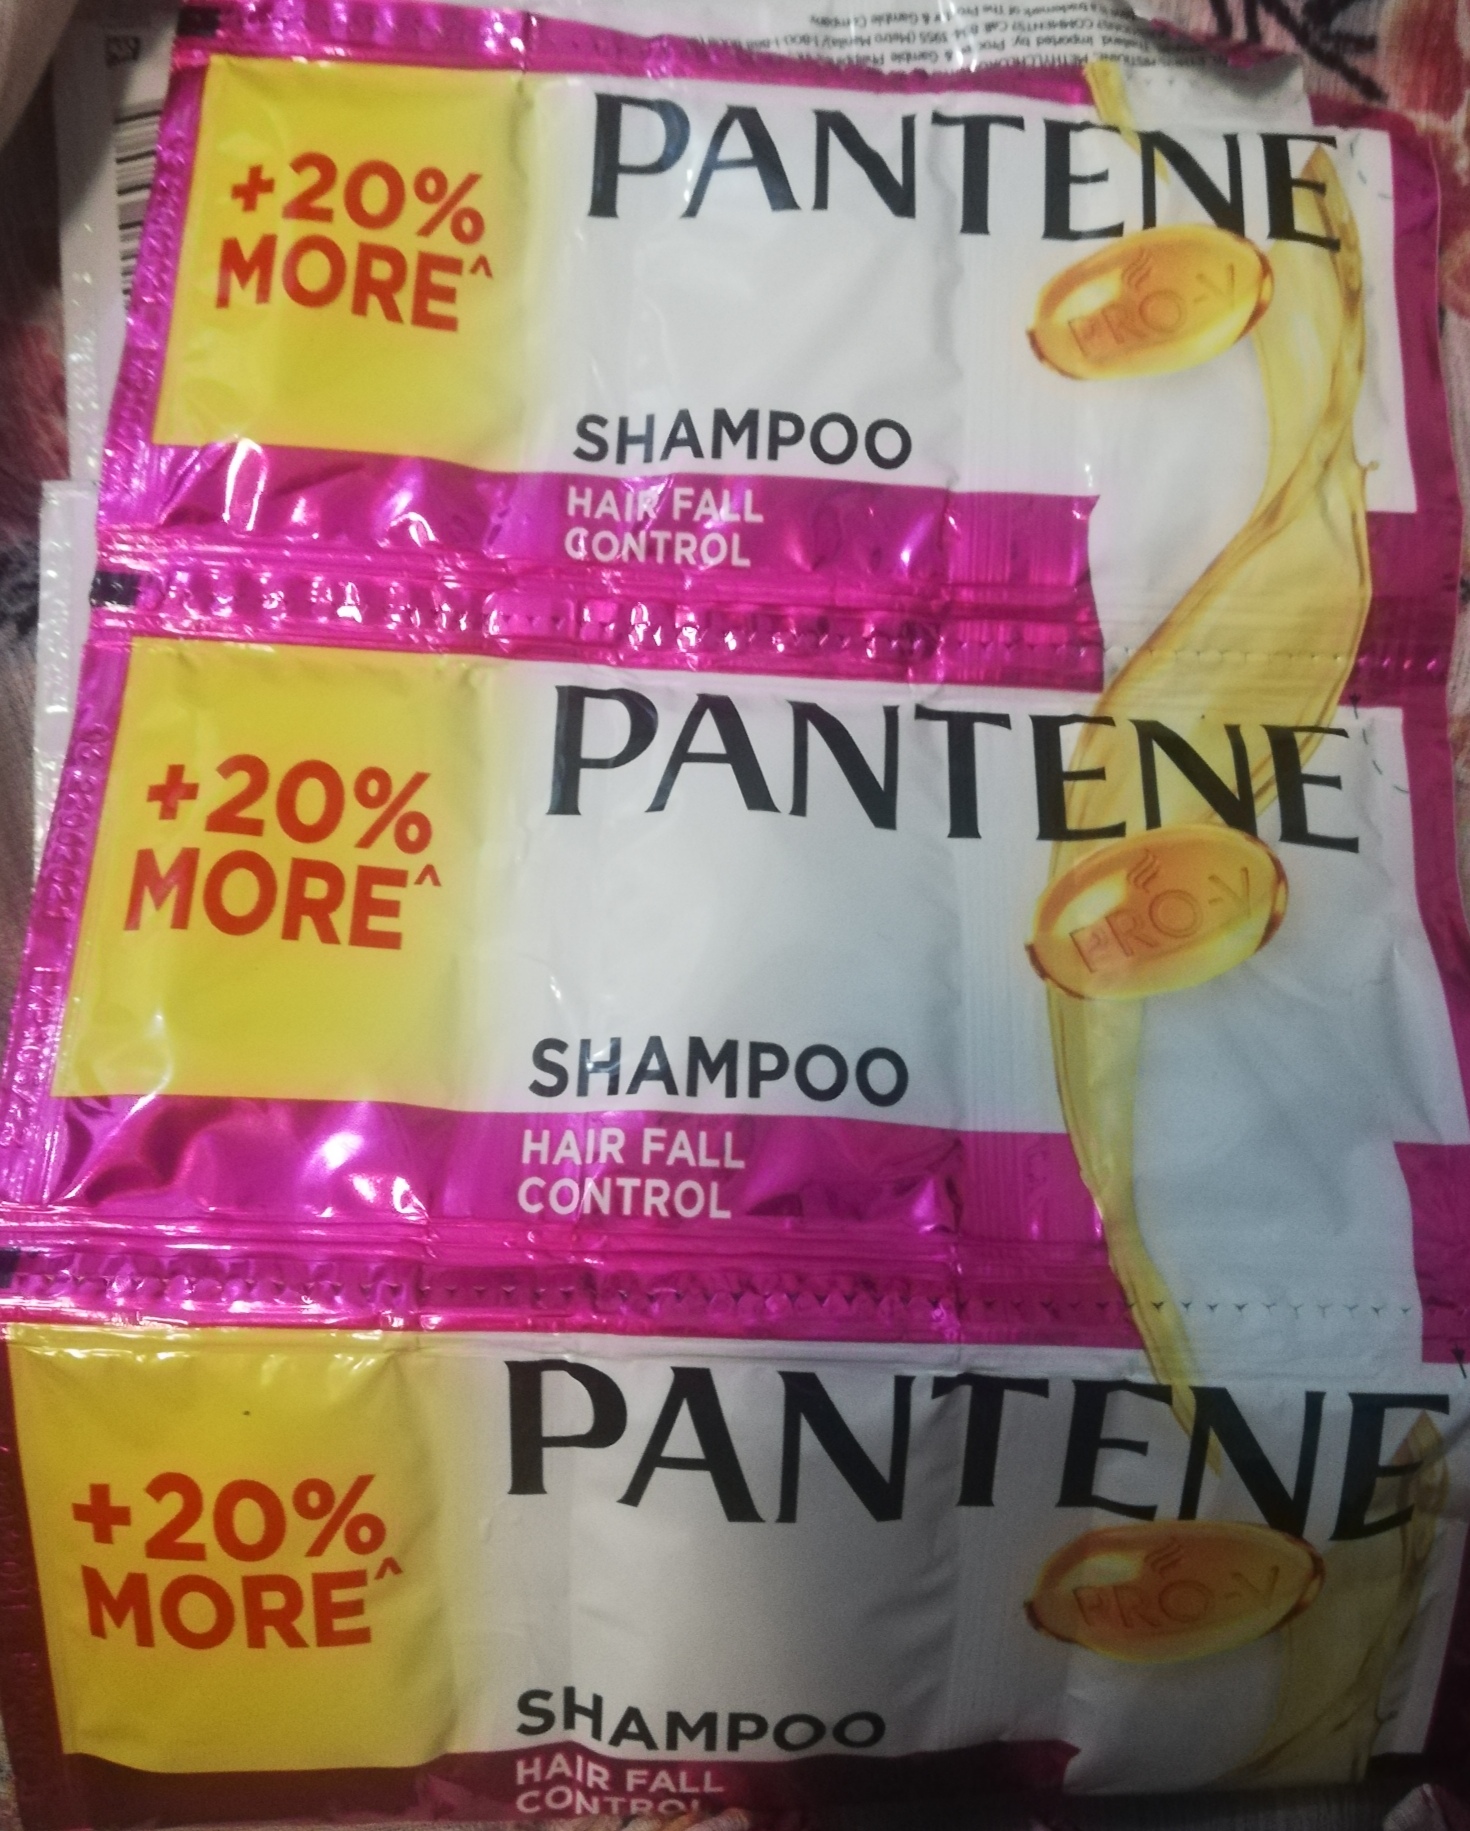 +20%
MORE^
PANTENE
PRO-V
SHAMPOO
HAIR FALL
CONTROL
+20%
MORE^
PANTENE
PRO-V
SHAMPOO
HAIR FALL
CONTROL
+20%
MORE^
PANTENE
PRO-V
SHAMPOO
HAIR FALL
CONTROL